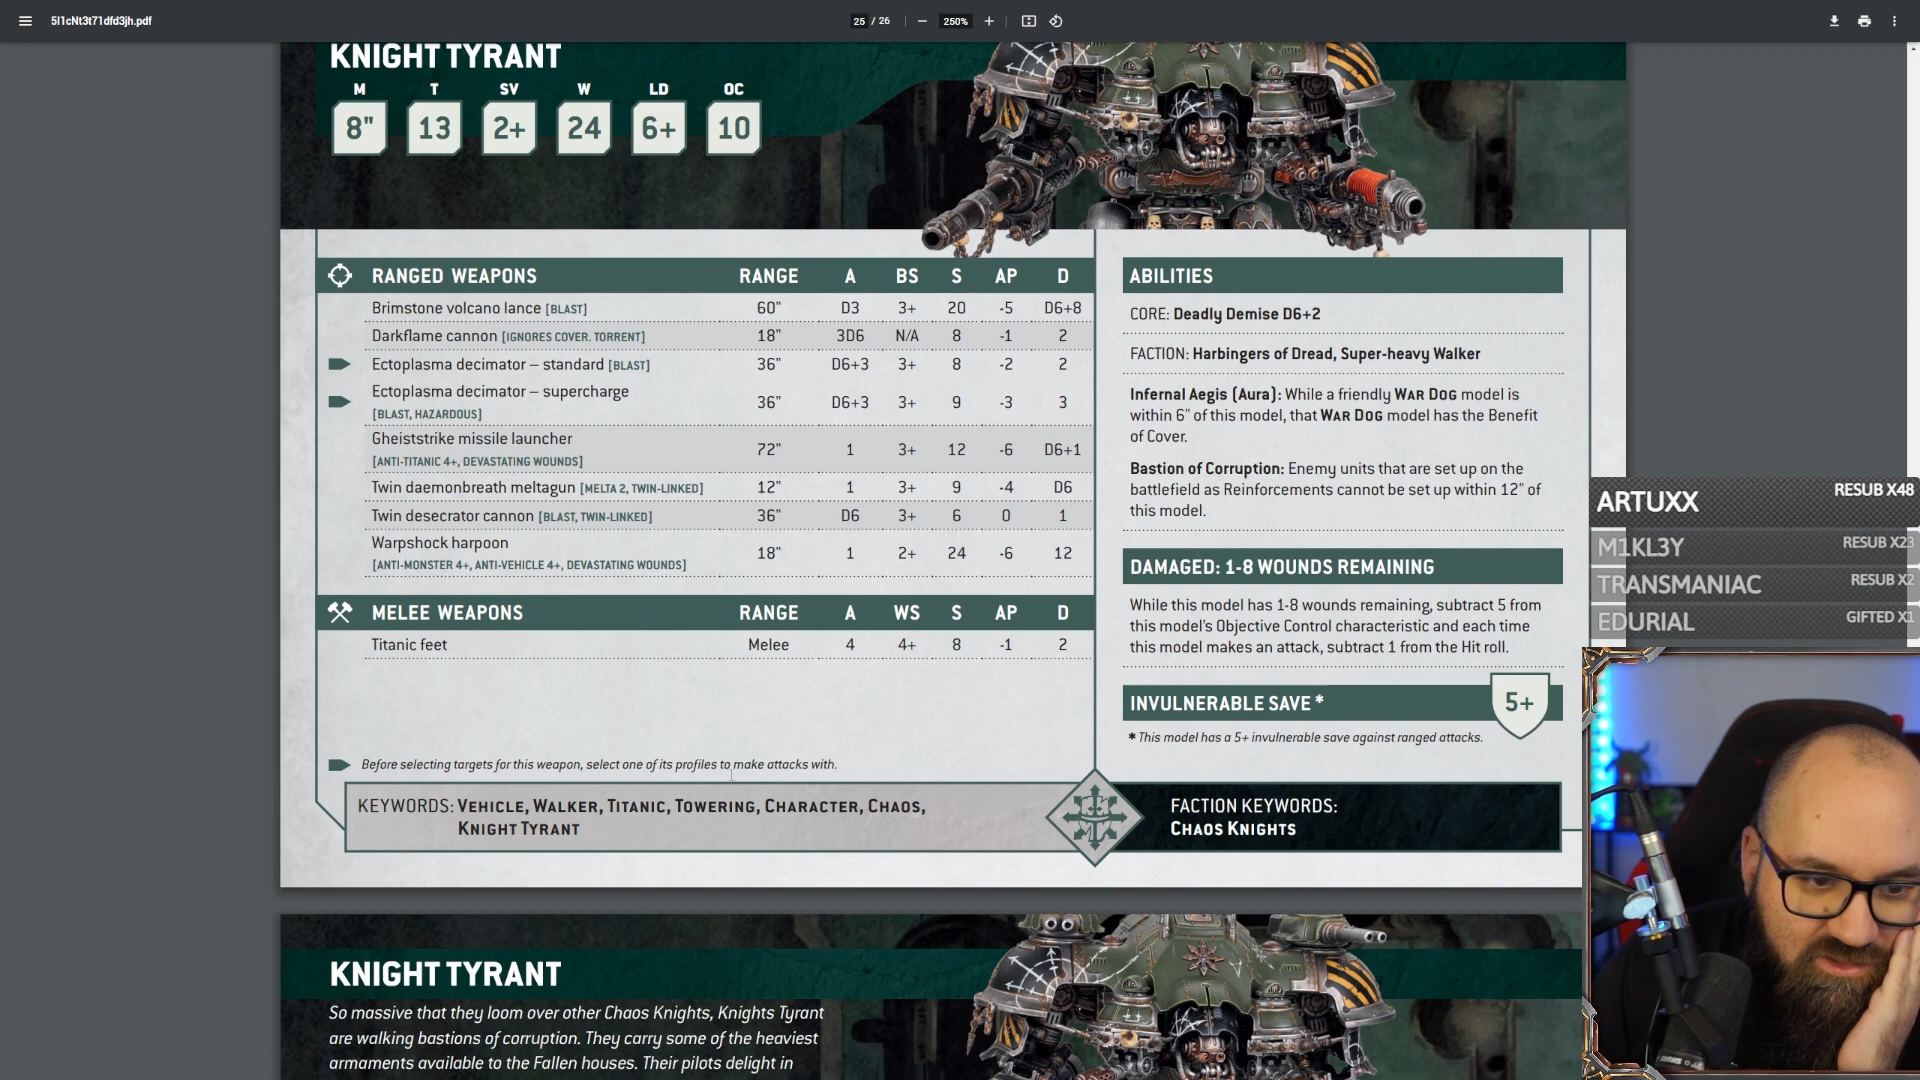 5l1cNt3t71dfd3jh.pdf
25 / 26
250%
KNIGHT TYRANT
M T SV W LD OC
8" 13 2+ 24 6+ 10
RANGED WEAPONS RANGE A BS S AP D
Brimstone volcano lance [BLAST] 60" D3 3+ 20 -5 D6+8
Darkflame cannon [IGNORES COVER. TORRENT] 18" 3D6 N/A 8 -1 2
Ectoplasma decimator – standard [BLAST] 36" D6+3 3+ 8 -2 2
Ectoplasma decimator – supercharge
[BLAST, HAZARDOUS] 36" D6+3 3+ 9 -3 3
Gheiststrike missile launcher
[ANTI-TITANIC 4+, DEVASTATING WOUNDS] 72" 1 3+ 12 -6 D6+1
Twin daemonbreath meltagun [MELTA 2, TWIN-LINKED] 12" 1 3+ 9 -4 D6
Twin desecrator cannon [BLAST, TWIN-LINKED] 36" D6 3+ 6 0 1
Warpshock harpoon
[ANTI-MONSTER 4+, ANTI-VEHICLE 4+, DEVASTATING WOUNDS] 18" 1 2+ 24 -6 12
MELEE WEAPONS RANGE A WS S AP D
Titanic feet Melee 4 4+ 8 -1 2
Before selecting targets for this weapon, select one of its profiles to make attacks with.
KEYWORDS: VEHICLE, WALKER, TITANIC, TOWERING, CHARACTER, CHAOS,
KNIGHT TYRANT
ABILITIES
CORE: Deadly Demise D6+2
FACTION: Harbingers of Dread, Super-heavy Walker
Infernal Aegis (Aura): While a friendly WAR DOG model is
within 6" of this model, that WAR DOG model has the Benefit
of Cover.
Bastion of Corruption: Enemy units that are set up on the
battlefield as Reinforcements cannot be set up within 12" of
this model.
DAMAGED: 1-8 WOUNDS REMAINING
While this model has 1-8 wounds remaining, subtract 5 from
this model's Objective Control characteristic and each time
this model makes an attack, subtract 1 from the Hit roll.
INVULNERABLE SAVE * 5+
* This model has a 5+ invulnerable save against ranged attacks.
FACTION KEYWORDS:
CHAOS KNIGHTS
ARTUXX RESUB X48
M1KL3Y RESUB X23
TRANSMANIAC RESUB X2
EDURIAL GIFTED X1
KNIGHT TYRANT
So massive that they loom over other Chaos Knights, Knights Tyrant
are walking bastions of corruption. They carry some of the heaviest
armaments available to the Fallen houses. Their pilots delight in